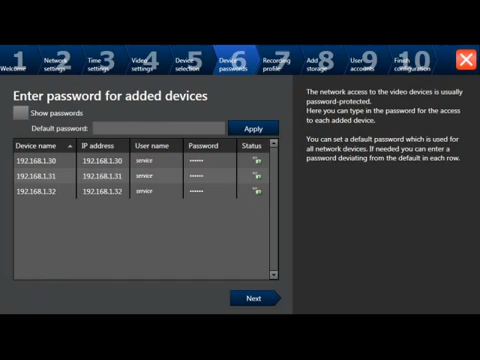 1 2 3 4 5 6 7 8 9 10
Welcome Network settings Time settings Video settings Device selection Device passwords Recording profile Add storage User accounts Finish configuration
Enter password for added devices
Show passwords
Default password: Apply
Device name IP address User name Password Status
192.168.1.30 192.168.1.30 service ••••••
192.168.1.31 192.168.1.31 service ••••••
192.168.1.32 192.168.1.32 service ••••••
Next
The network access to the video devices is usually
password-protected.
Here you can type in the password for the access
to each added device.
You can set a default password which is used for
all network devices. If needed you can enter a
password deviating from the default in each row.